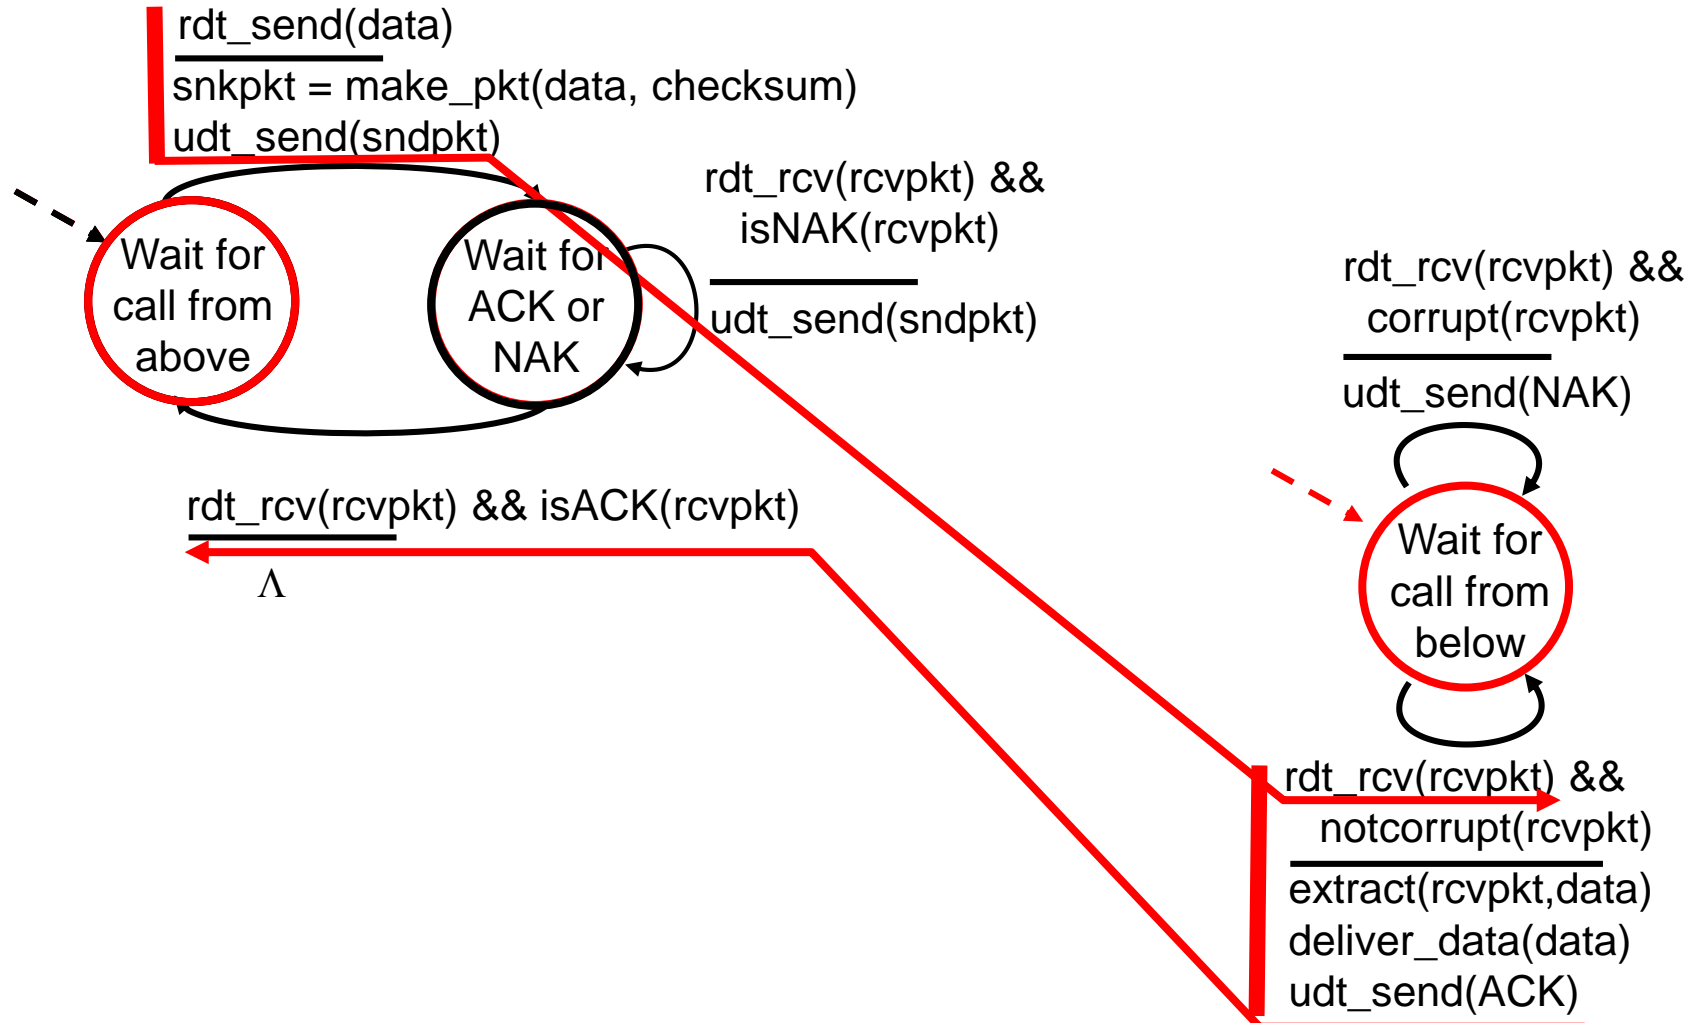 rdt_send(data)
snkpkt = make_pkt(data, checksum)
udt_send(sndpkt)
rdt_rcv(rcvpkt) &&
isNAK(rcvpkt)
udt_send(sndpkt)
Wait for
call from
above
Wait for
ACK or
NAK
rdt_rcv(rcvpkt) && isACK(rcvpkt)
Λ
rdt_rcv(rcvpkt) &&
corrupt(rcvpkt)
udt_send(NAK)
Wait for
call from
below
rdt_rcv(rcvpkt) &&
notcorrupt(rcvpkt)
extract(rcvpkt,data)
deliver_data(data)
udt_send(ACK)